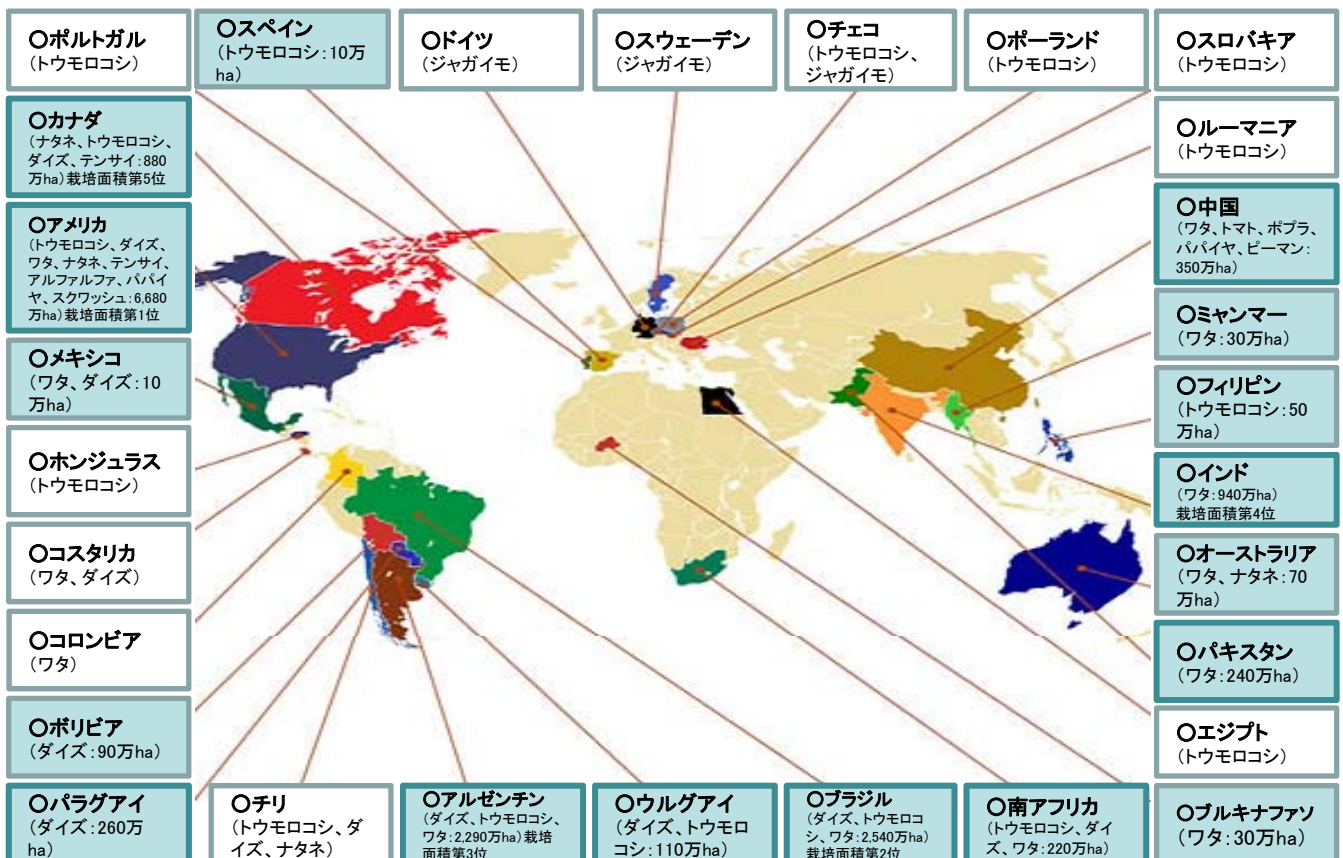 ○ポルトガル
（トウモロコシ）
○スペイン
（トウモロコシ：10万
ha）
○ドイツ
（ジャガイモ）
○スウェーデン
（ジャガイモ）
○チェコ
（トウモロコシ、
ジャガイモ）
○ポーランド
（トウモロコシ）
○スロバキア
（トウモロコシ）
○カナダ
（ナタネ、トウモロコシ、
ダイズ、テンサイ：880
万ha）栽培面積第5位
○ルーマニア
（トウモロコシ）
○アメリカ
（トウモロコシ、ダイズ、
ワタ、ナタネ、テンサイ、
アルファルファ、パパイ
ヤ、スクワッシュ：6,680
万ha）栽培面積第1位
○中国
（ワタ、トマト、ポプラ、
パパイヤ、ピーマン：
350万ha）
○ミャンマー
（ワタ：30万ha）
○メキシコ
（ワタ、ダイズ：10
万ha）
○フィリピン
（トウモロコシ：50
万ha）
○ホンジュラス
（トウモロコシ）
○インド
（ワタ：940万ha）
栽培面積第4位
○コスタリカ
（ワタ、ダイズ）
○オーストラリア
（ワタ、ナタネ：70
万ha）
○コロンビア
（ワタ）
○パキスタン
（ワタ：240万ha）
○ボリビア
（ダイズ：90万ha）
○エジプト
（トウモロコシ）
○パラグアイ
（ダイズ：260万
ha）
○チリ
（トウモロコシ、ダ
イズ、ナタネ）
○アルゼンチン
（ダイズ、トウモロコシ、
ワタ：2,290万ha）栽培
面積第3位
○ウルグアイ
（ダイズ、トウモロ
コシ：110万ha）
○ブラジル
（ダイズ、トウモロコ
シ、ワタ：2,540万ha）
栽培面積第2位
○南アフリカ
（トウモロコシ、ダイ
ズ、ワタ：220万ha）
○ブルキナファソ
（ワタ：30万ha）